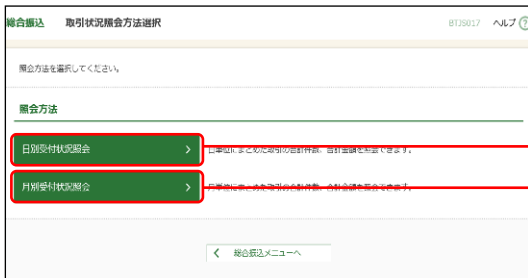 総合振込 取引状況照会方法選択 BTJS017 ヘルプ ?
照会方法を選択してください。
照会方法
日別受付状況照会 日単位にまとめた取引の合計件数、合計金額を照会できます。
月別受付状況照会 月単位にまとめた取引の合計件数、合計金額を照会できます。
総合振込メニューへ